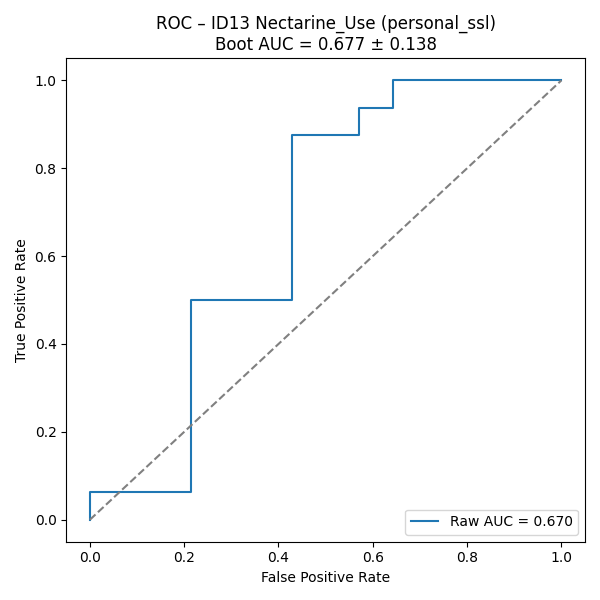 ROC – ID13 Nectarine_Use (personal_ssl)
Boot AUC = 0.677 ± 0.138
1.0
0.8
0.6
0.4
0.2
0.0
True Positive Rate
Raw AUC = 0.670
0.0 0.2 0.4 0.6 0.8 1.0
False Positive Rate